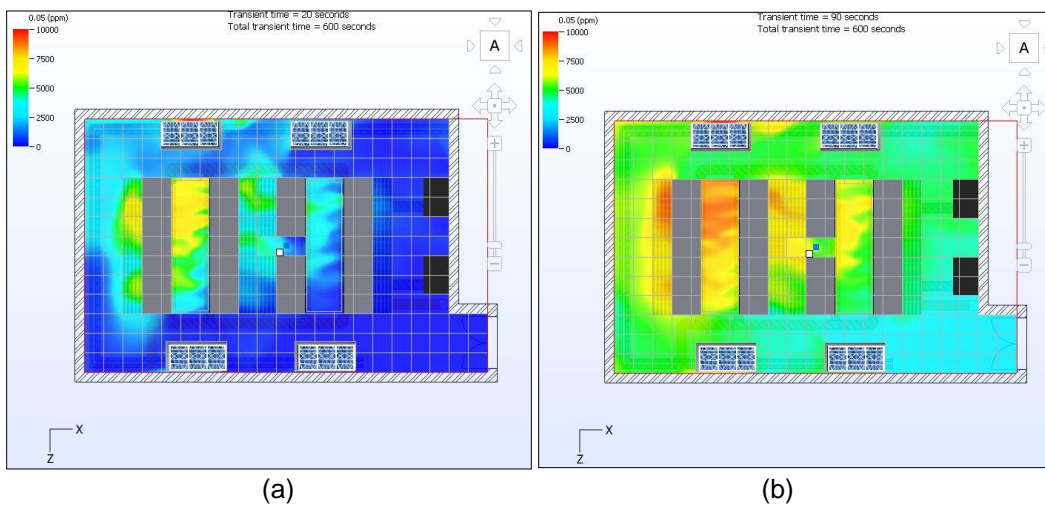 0.05 (ppm)
Transient time = 20 seconds
Total transient time = 600 seconds
10000
7500
5000
2500
0
A
X
Z
0.05 (ppm)
Transient time = 90 seconds
Total transient time = 600 seconds
10000
7500
5000
2500
0
A
X
Z
(a)
(b)